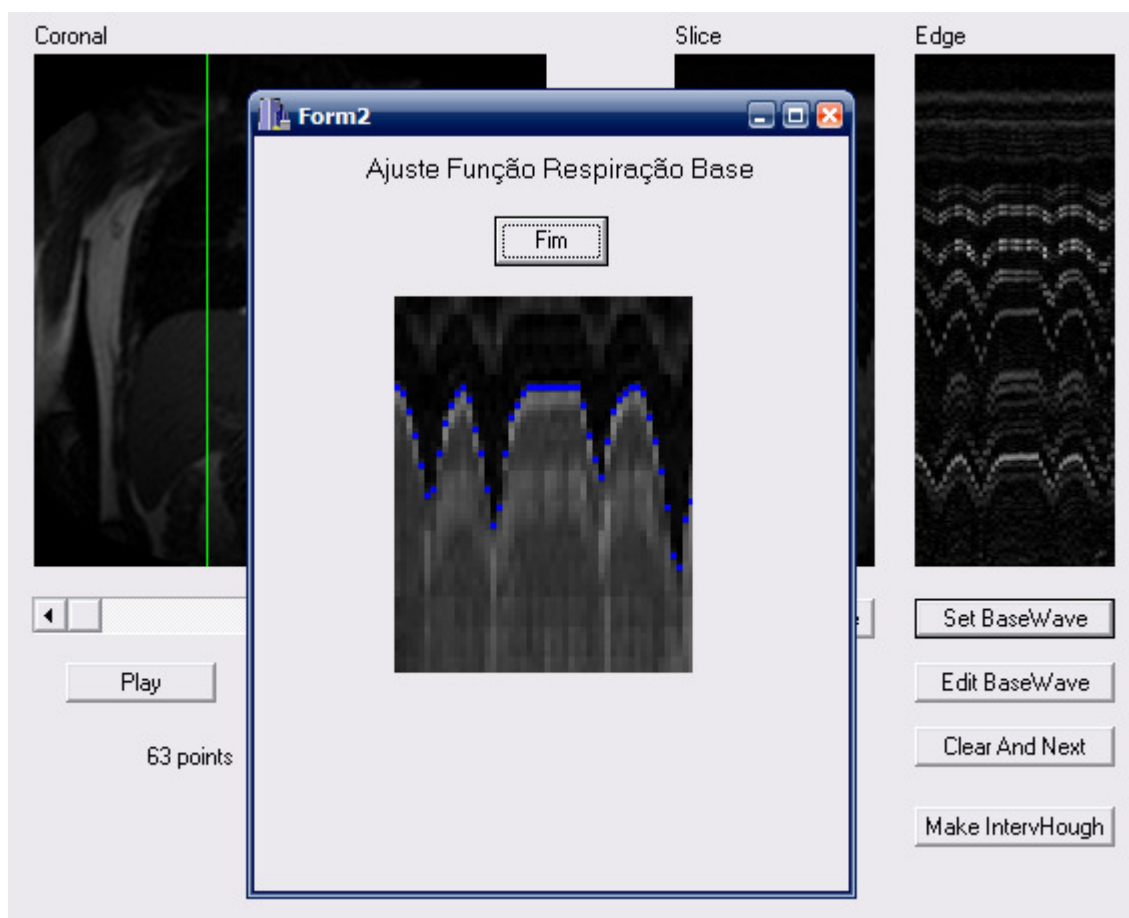 Coronal
Slice
Edge
Form2
Ajuste Função Respiração Base
Fim
Set BaseWave
Play
Edit BaseWave
63 points
Clear And Next
Make IntervHough